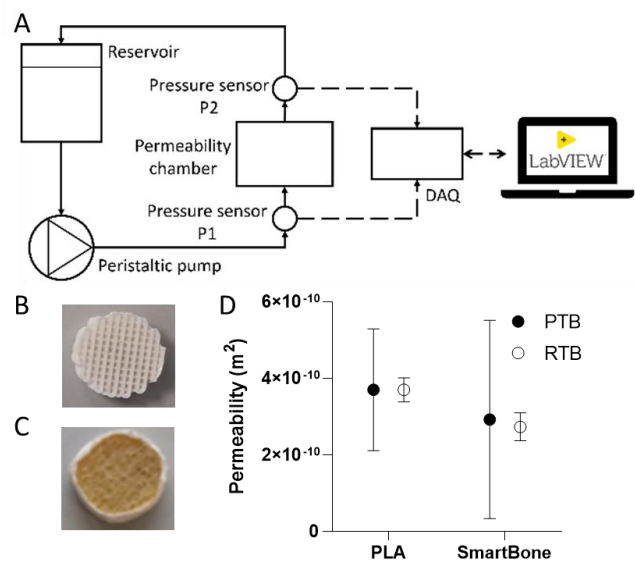 A
Reservoir
Pressure sensor
P2
Permeability
chamber
Pressure sensor
P1
Peristaltic pump
DAQ
LabVIEW
B
C
D
Permeability (m²)
6×10⁻¹⁰
4×10⁻¹⁰
2×10⁻¹⁰
0
PTB
RTB
PLA
SmartBone